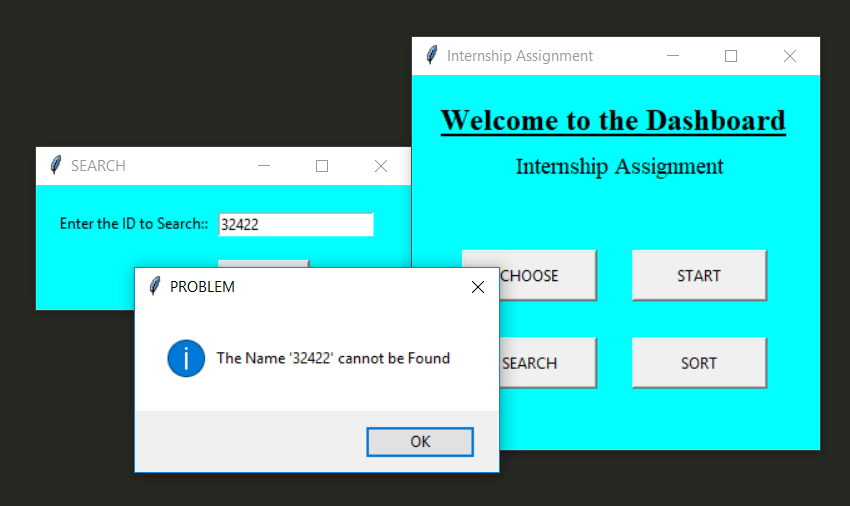 SEARCH
Enter the ID to Search::
32422
PROBLEM
The Name '32422' cannot be Found
OK
Internship Assignment
Welcome to the Dashboard
Internship Assignment
CHOOSE
START
SEARCH
SORT